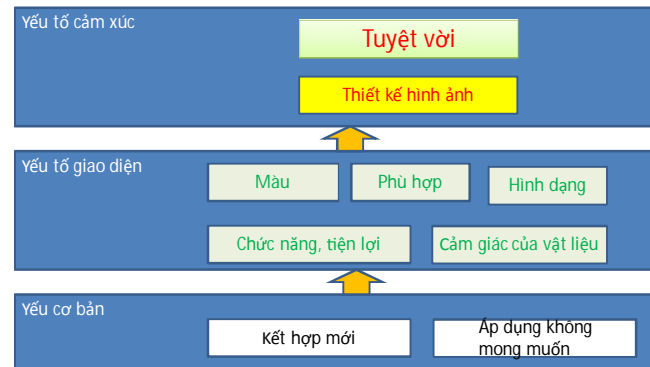 Yếu tố cảm xúc
Tuyệt vời
Thiết kế hình ảnh
Yếu tố giao diện
Màu
Phù hợp
Hình dạng
Chức năng, tiện lợi
Cảm giác của vật liệu
Yếu cơ bản
Kết hợp mới
Áp dụng không
mong muốn